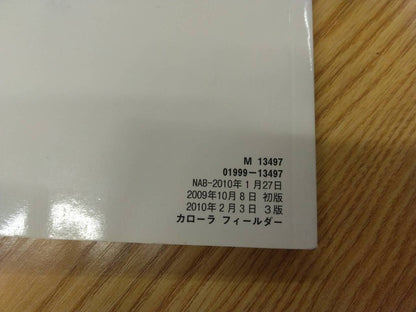 M 13497
01999-13497
NAB-2010年1月27日
2009年10月8日 初版
2010年2月3日 3版
カローラ フィールダー